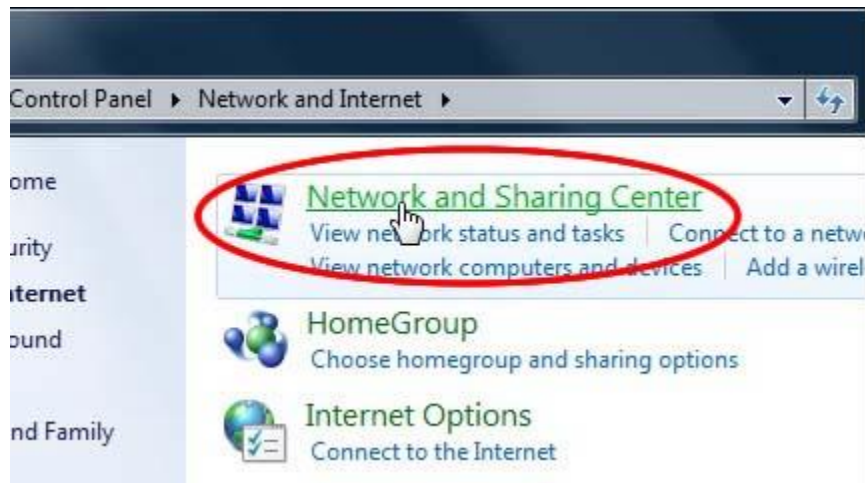 Control Panel ▸ Network and Internet ▸
ome
urity
nternet
ound
nd Family
Network and Sharing Center
View network status and tasks Connect to a netw
View network computers and devices Add a wirel
HomeGroup
Choose homegroup and sharing options
Internet Options
Connect to the Internet